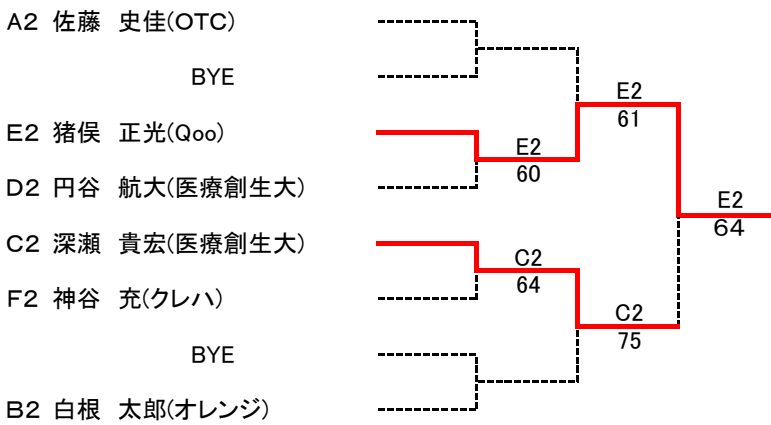 A2 佐藤 史佳(OTC)
BYE
E2 猪俣 正光(Qoo)
D2 円谷 航大(医療創生大)
C2 深瀬 貴宏(医療創生大)
F2 神谷 充(クレハ)
BYE
B2 白根 太郎(オレンジ)
E2
60
C2
64
E2
61
C2
75
E2
64